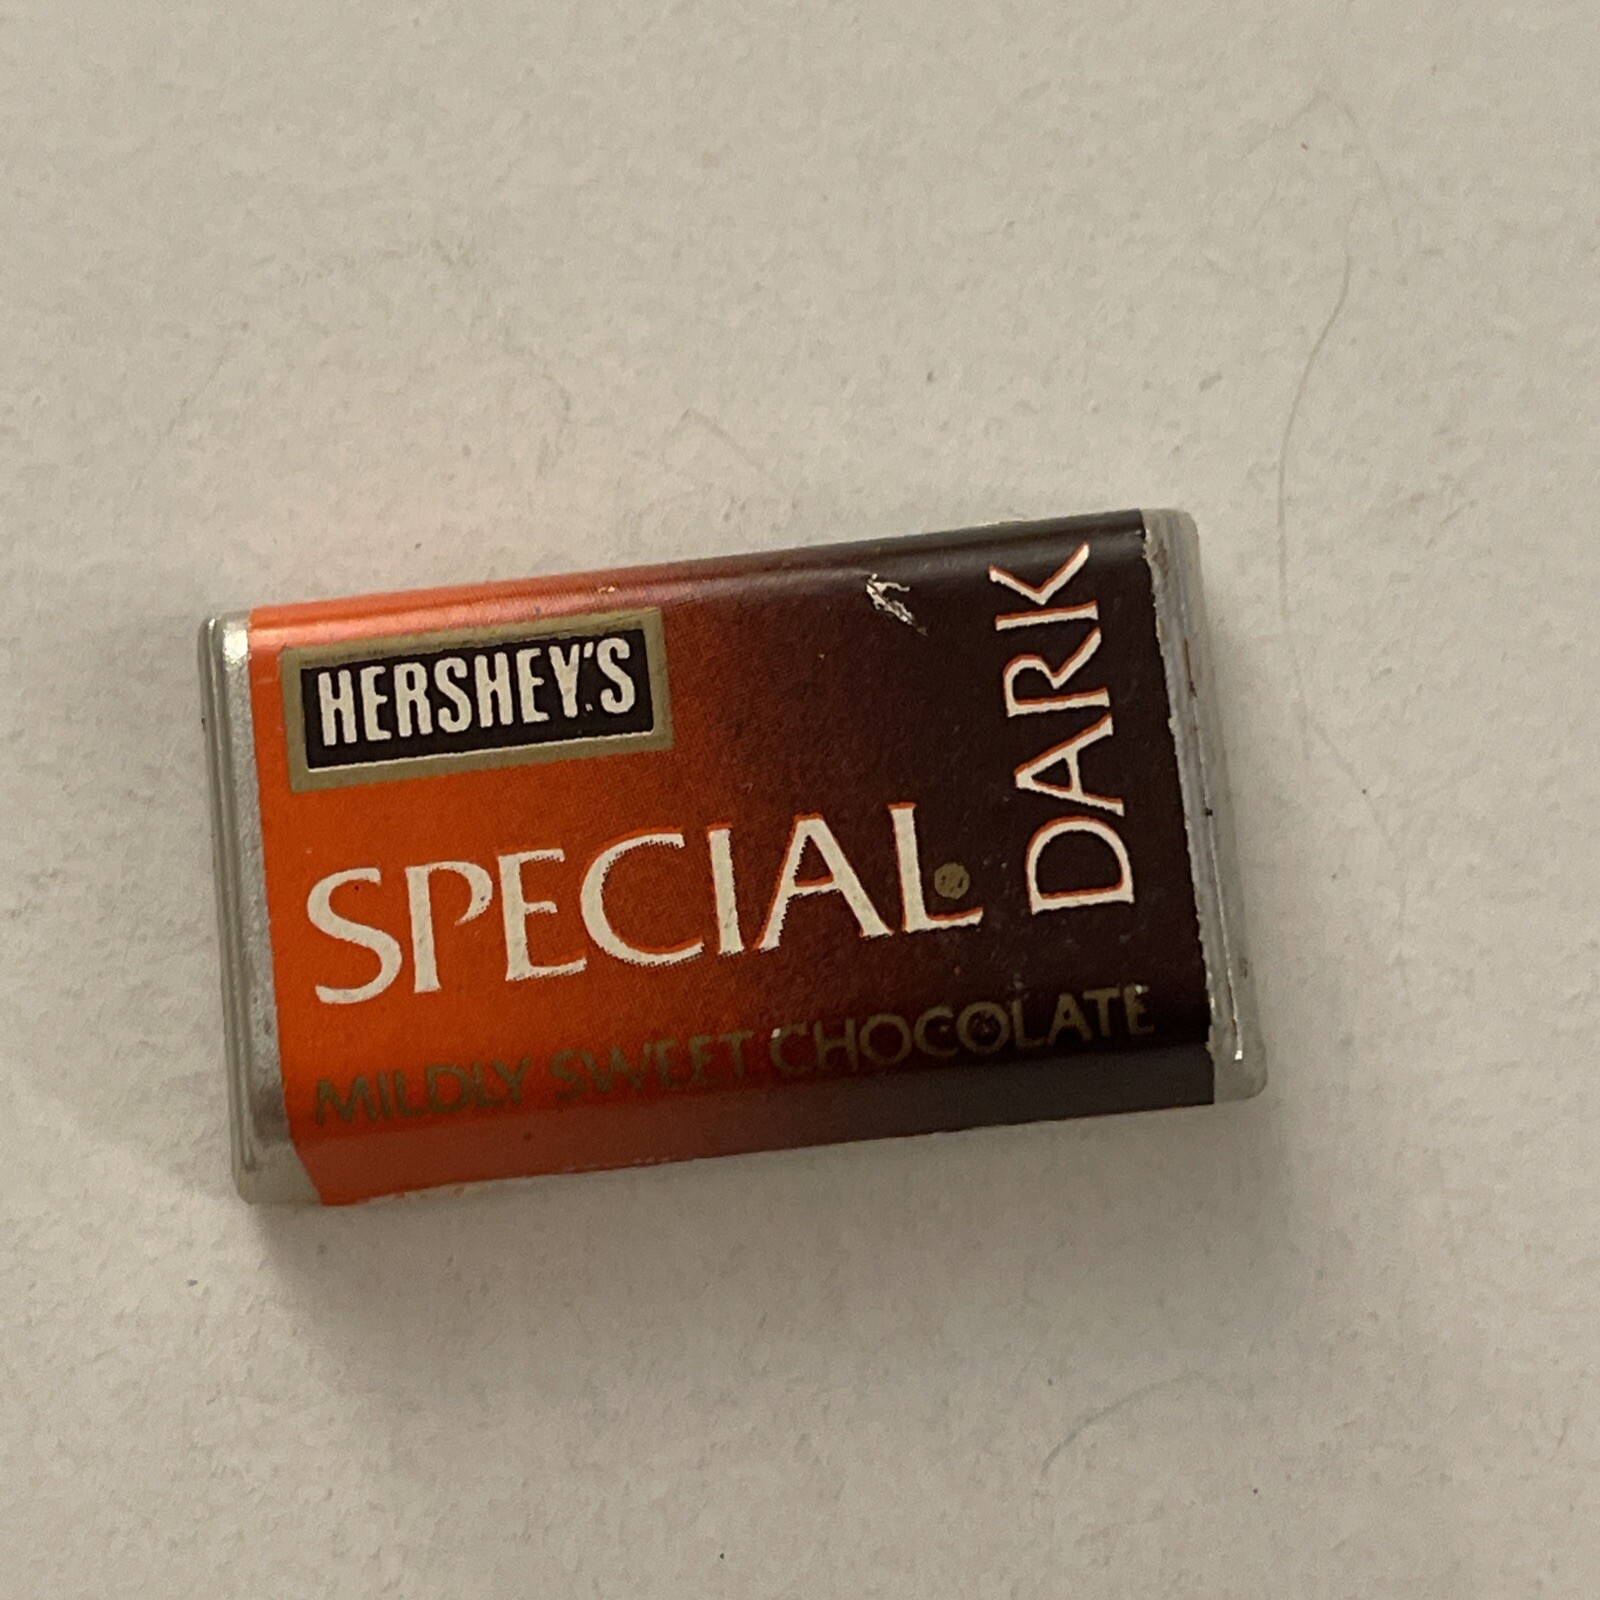 HERSHEY'S
SPECIAL
DARK
MILDLY SWEET CHOCOLATE